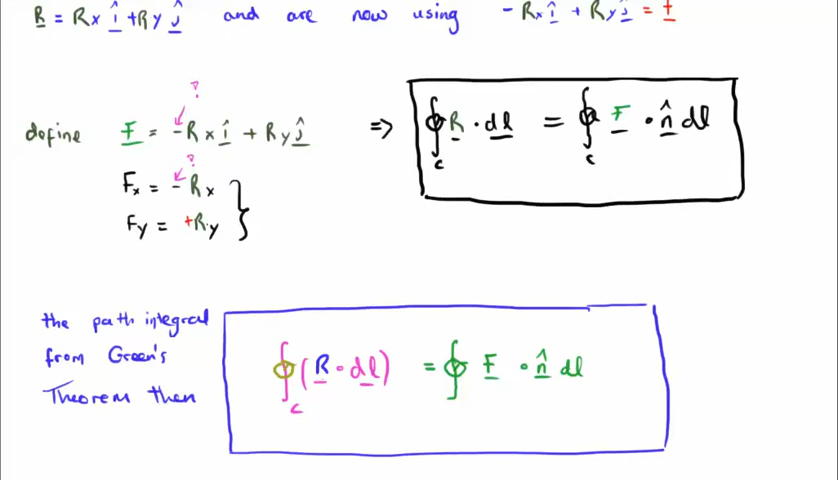 R = Rx î + Ry ĵ and are now using - Rx î + Ry ĵ = f
?
define F = - Rx î + Ry ĵ => ∮c R · dl = ∮c F · n̂ dl
?
Fx = - Rx
Fy = + Ry }
the path integral
from Green's
Theorem then
∮c (R · dl) = ∮ F · n̂ dl